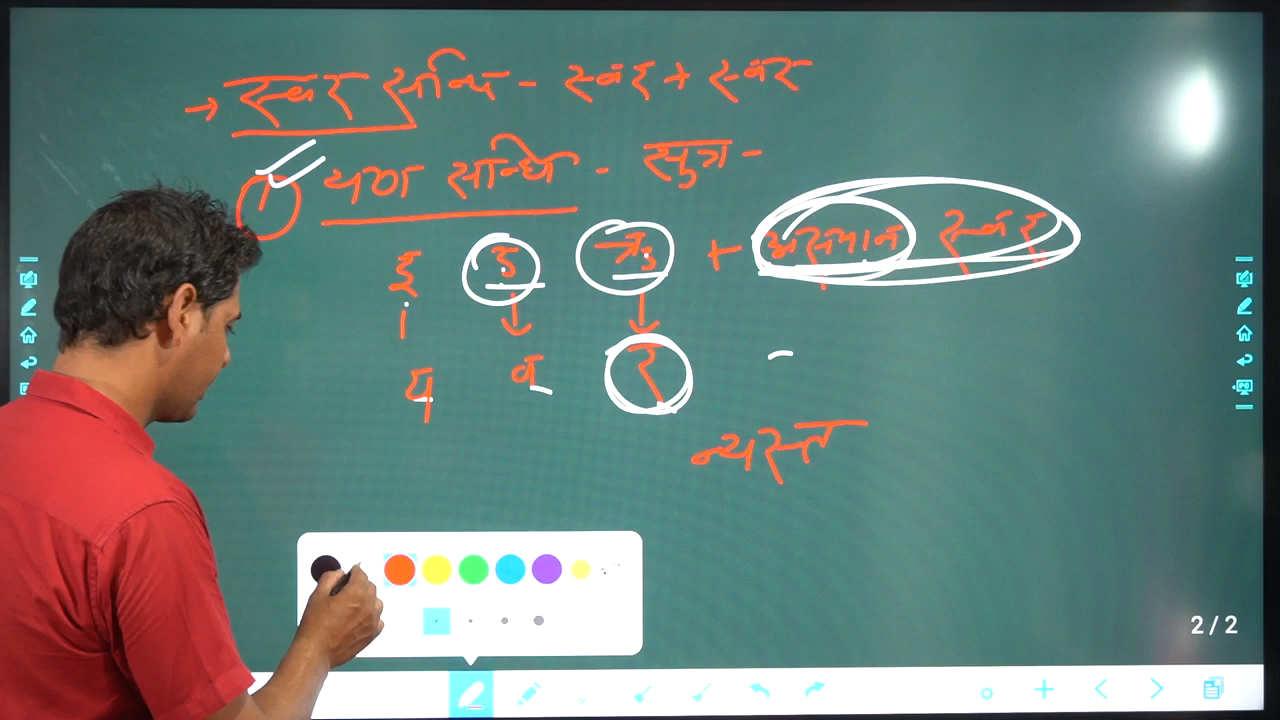 → स्वर सन्धि - स्वर + स्वर
1 यण सन्धि - सुत्र -
इ उ ऋ + असमान स्वर
i ↓ ↓
य व र
न्यस्त
2/2